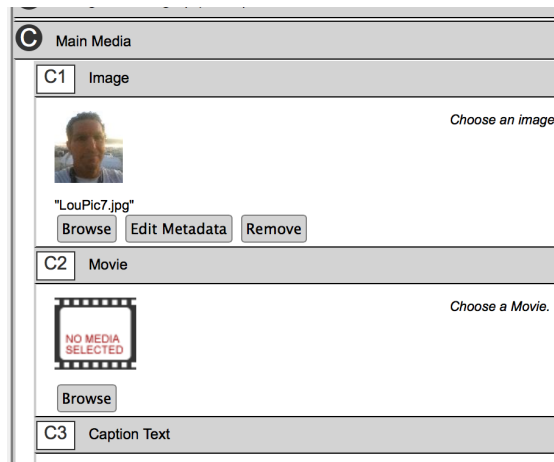 C Main Media
C1 Image
Choose an image
"LouPic7.jpg"
Browse Edit Metadata Remove
C2 Movie
Choose a Movie.
NO MEDIA
SELECTED
Browse
C3 Caption Text